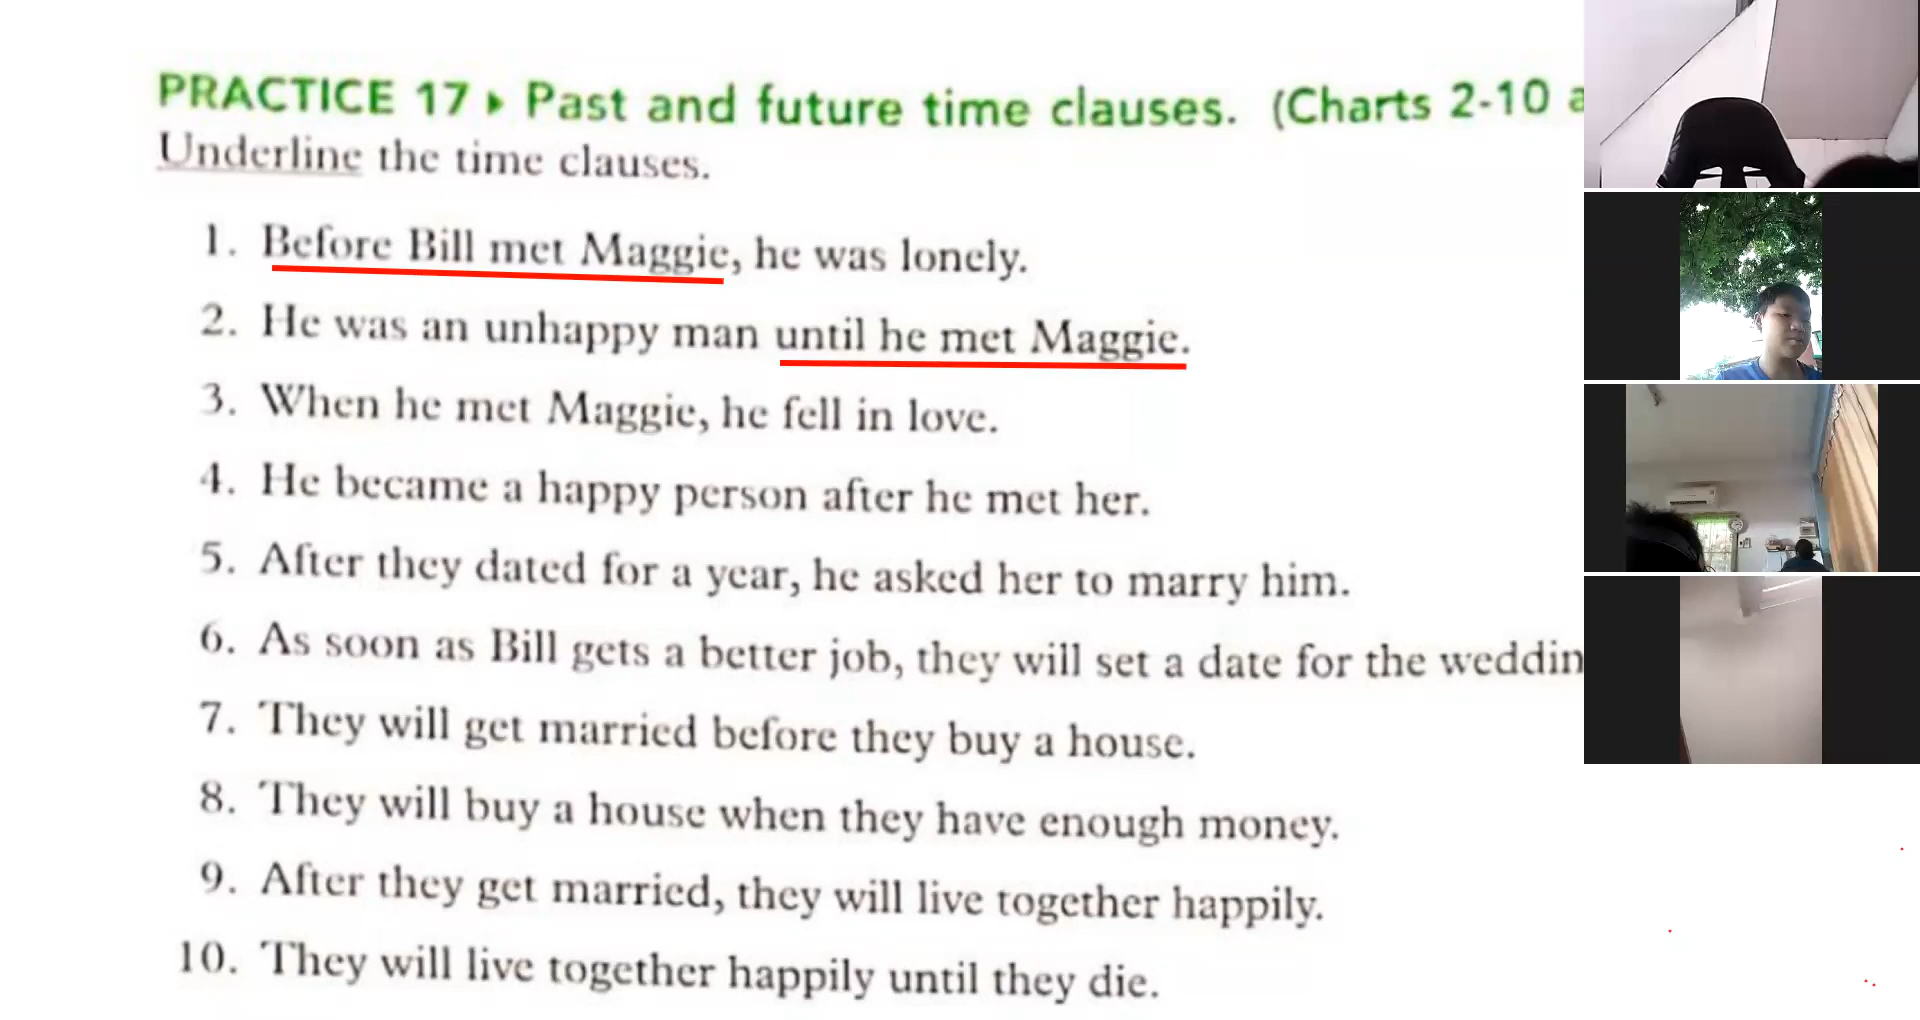 PRACTICE 17 ▸ Past and future time clauses. (Charts 2-10
Underline the time clauses.
1. Before Bill met Maggie, he was lonely.
2. He was an unhappy man until he met Maggie.
3. When he met Maggie, he fell in love.
4. He became a happy person after he met her.
5. After they dated for a year, he asked her to marry him.
6. As soon as Bill gets a better job, they will set a date for the weddin
7. They will get married before they buy a house.
8. They will buy a house when they have enough money.
9. After they get married, they will live together happily.
10. They will live together happily until they die.